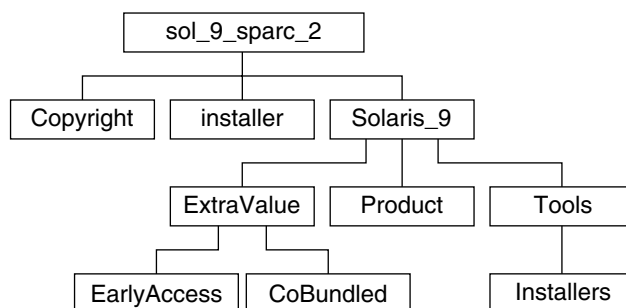 sol_9_sparc_2
Copyright
installer
Solaris_9
ExtraValue
Product
Tools
EarlyAccess
CoBundled
Installers